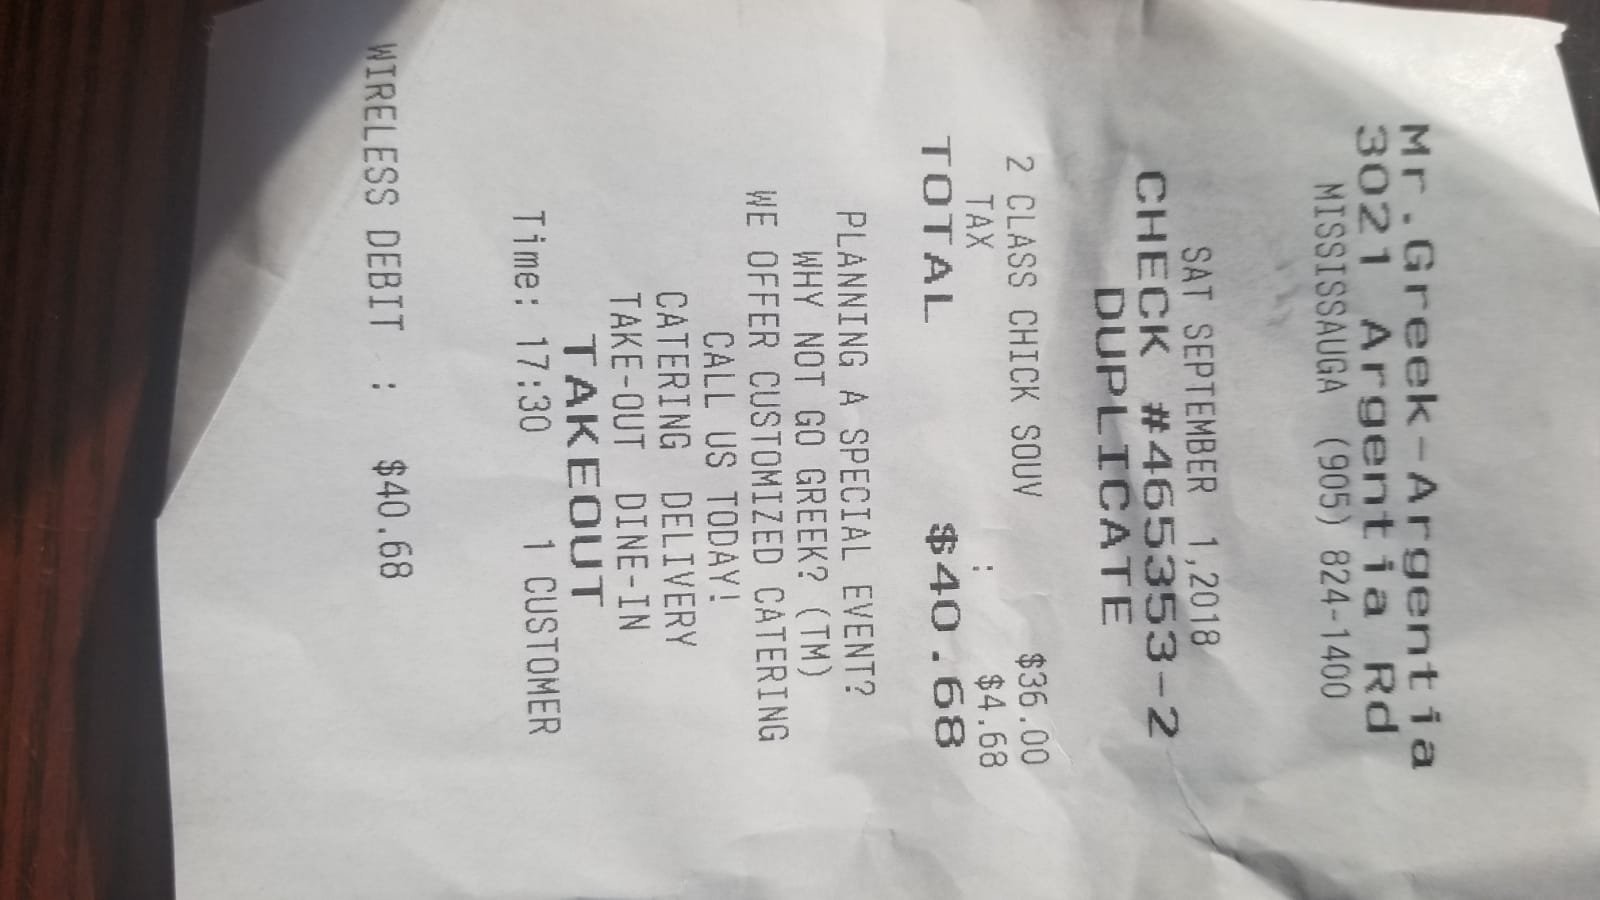 Mr.Greek-Argentia
3021 Argentia Rd
MISSISSAUGA (905) 824-1400
SAT SEPTEMBER 1,2018
CHECK #465353-2
DUPLICATE
2 CLASS CHICK SOUV $36.00
TAX : $4.68
TOTAL $40.68
PLANNING A SPECIAL EVENT?
WHY NOT GO GREEK? (TM)
WE OFFER CUSTOMIZED CATERING
CALL US TODAY!
CATERING DELIVERY
TAKE-OUT DINE-IN
TAKEOUT
Time: 17:30 1 CUSTOMER
WIRELESS DEBIT : $40.68